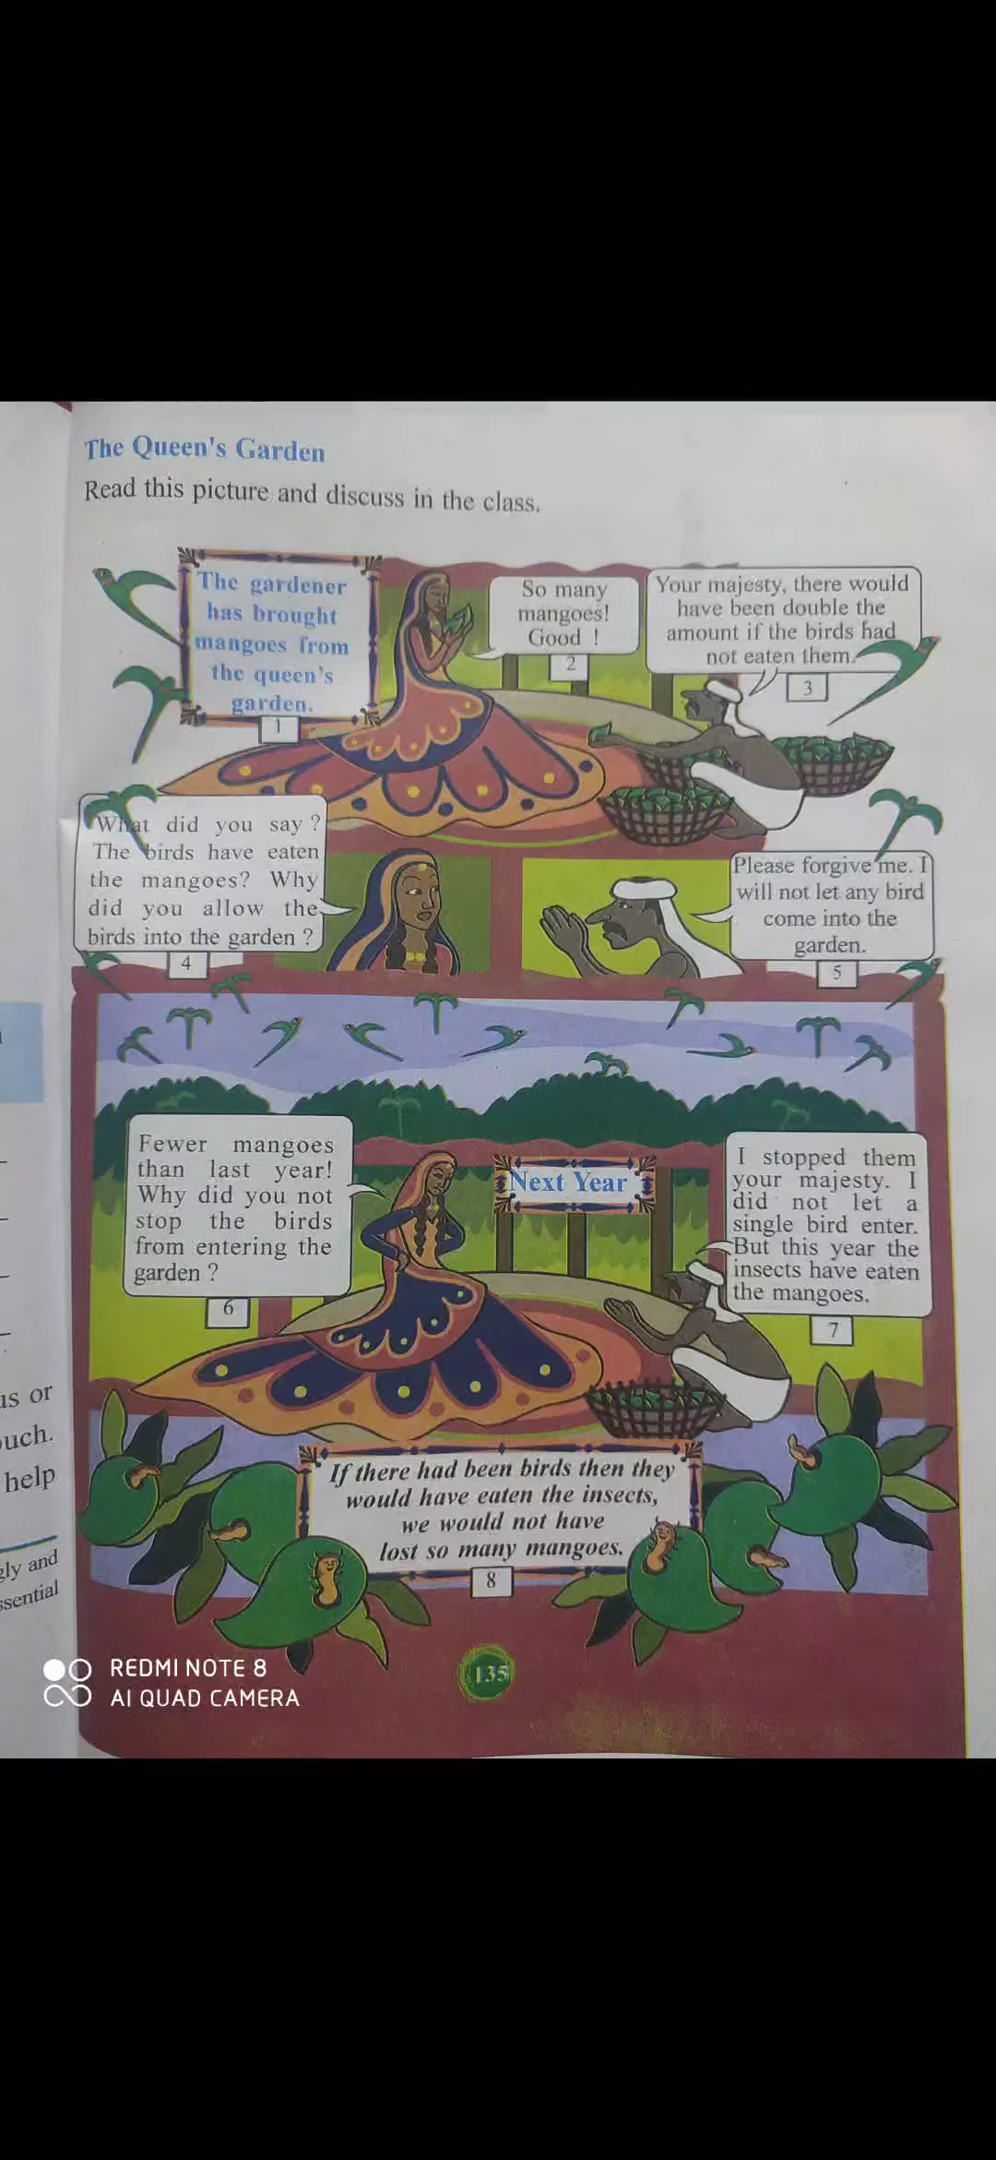 The Queen's Garden
Read this picture and discuss in the class.
The gardener
has brought
mangoes from
the queen's
garden.
1
So many
mangoes!
Good !
2
Your majesty, there would
have been double the
amount if the birds had
not eaten them.
3
What did you say ?
The birds have eaten
the mangoes? Why
did you allow the
birds into the garden ?
4
Please forgive me. I
will not let any bird
come into the
garden.
5
Fewer mangoes
than last year!
Why did you not
stop the birds
from entering the
garden ?
6
Next Year
I stopped them
your majesty. I
did not let a
single bird enter.
But this year the
insects have eaten
the mangoes.
7
If there had been birds then they
would have eaten the insects,
we would not have
lost so many mangoes.
8
135
or
help
and
REDMI NOTE 8
AI QUAD CAMERA